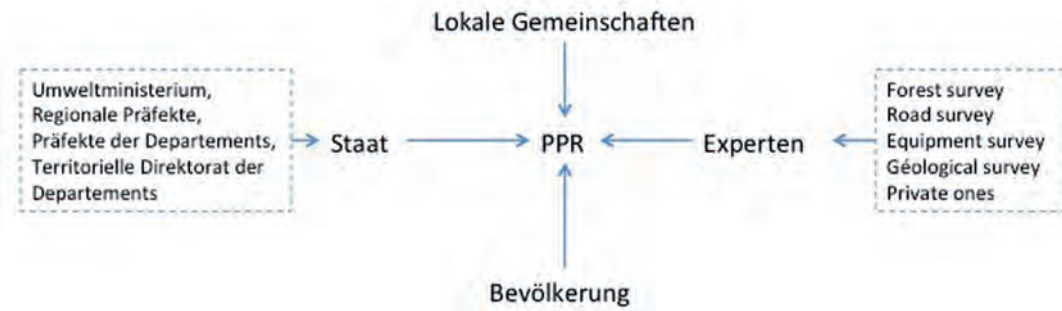 Lokale Gemeinschaften
Umweltministerium,
Regionale Präfekte,
Präfekte der Departements,
Territorielle Direktorat der
Departements
Staat
PPR
Experten
Forest survey
Road survey
Equipment survey
Géological survey
Private ones
Bevölkerung